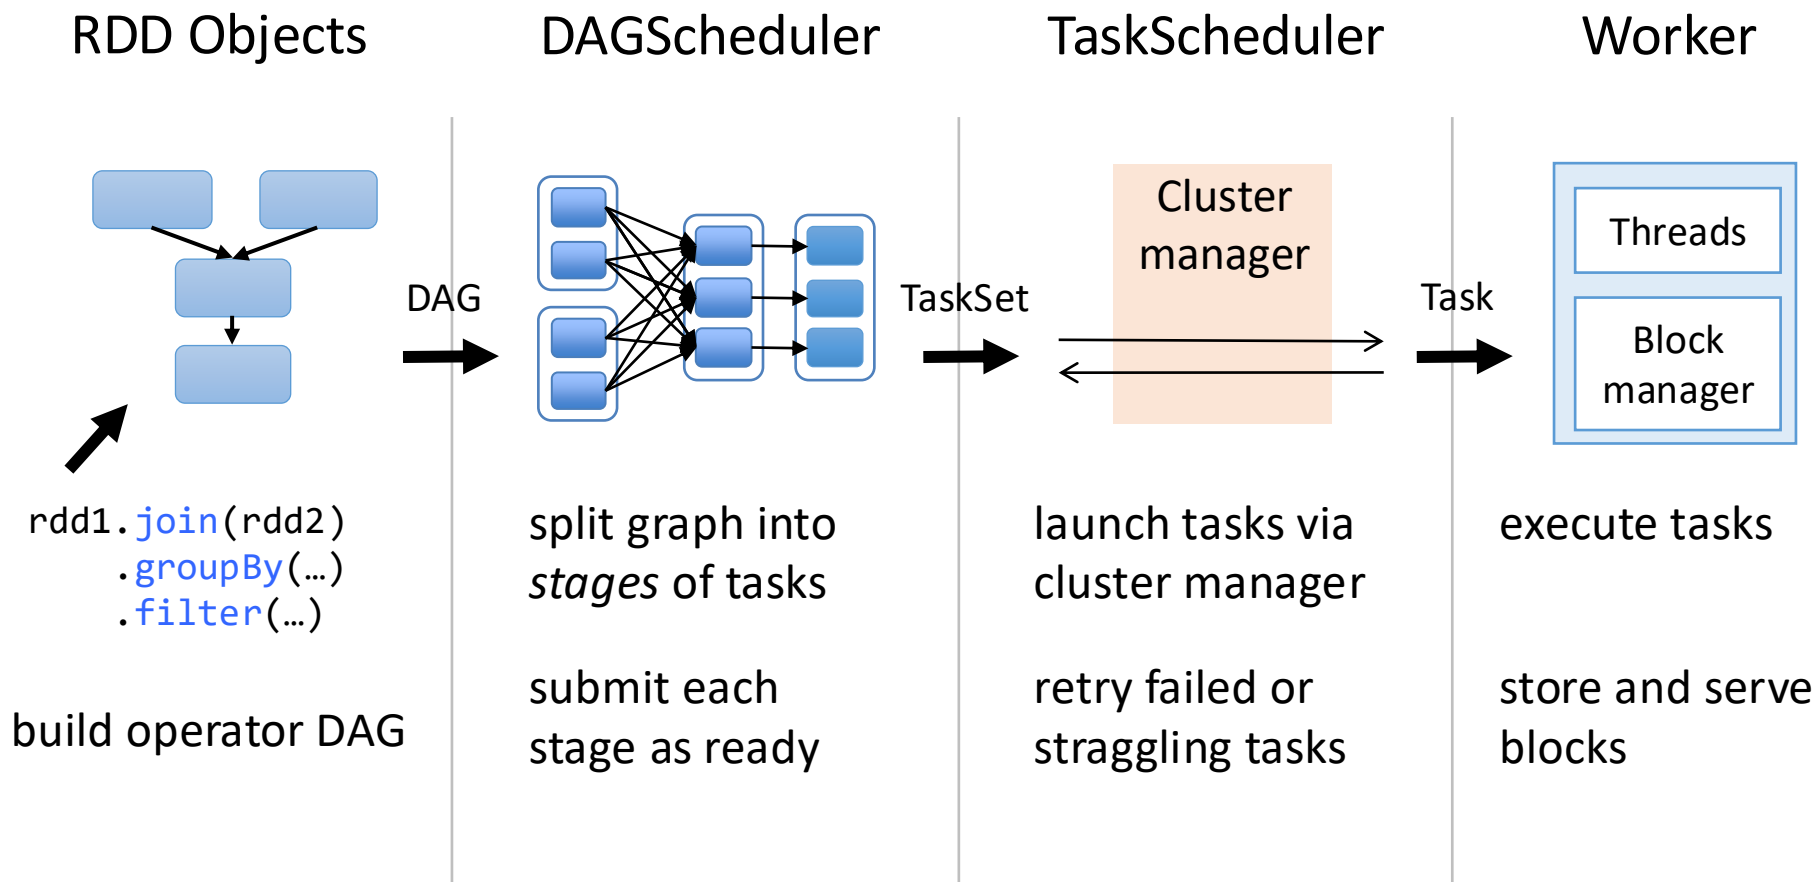 RDD Objects
DAGScheduler
TaskScheduler
Worker
DAG
TaskSet
Cluster
manager
Task
Threads
Block
manager
rdd1.join(rdd2)
.groupBy(…)
.filter(…)
build operator DAG
split graph into
stages of tasks
submit each
stage as ready
launch tasks via
cluster manager
retry failed or
straggling tasks
execute tasks
store and serve
blocks